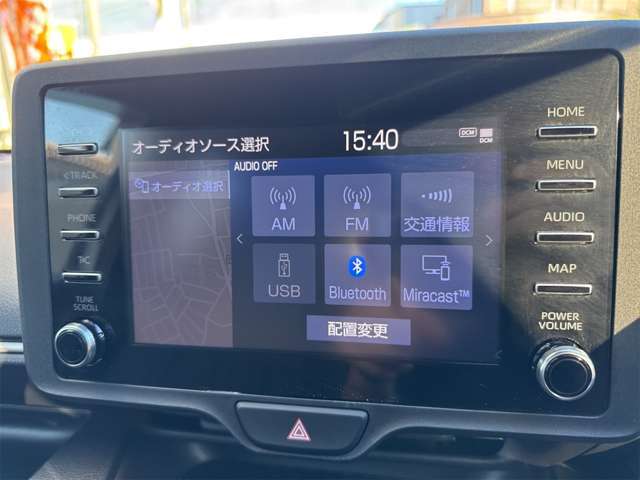 オーディオソース選択
15:40
DCM
DCM
AUDIO OFF
オーディオ選択
AM
FM
交通情報
USB
Bluetooth
Miracast™
配置変更
TRACK
PHONE
TUNE
SCROLL
HOME
MENU
AUDIO
MAP
POWER
VOLUME